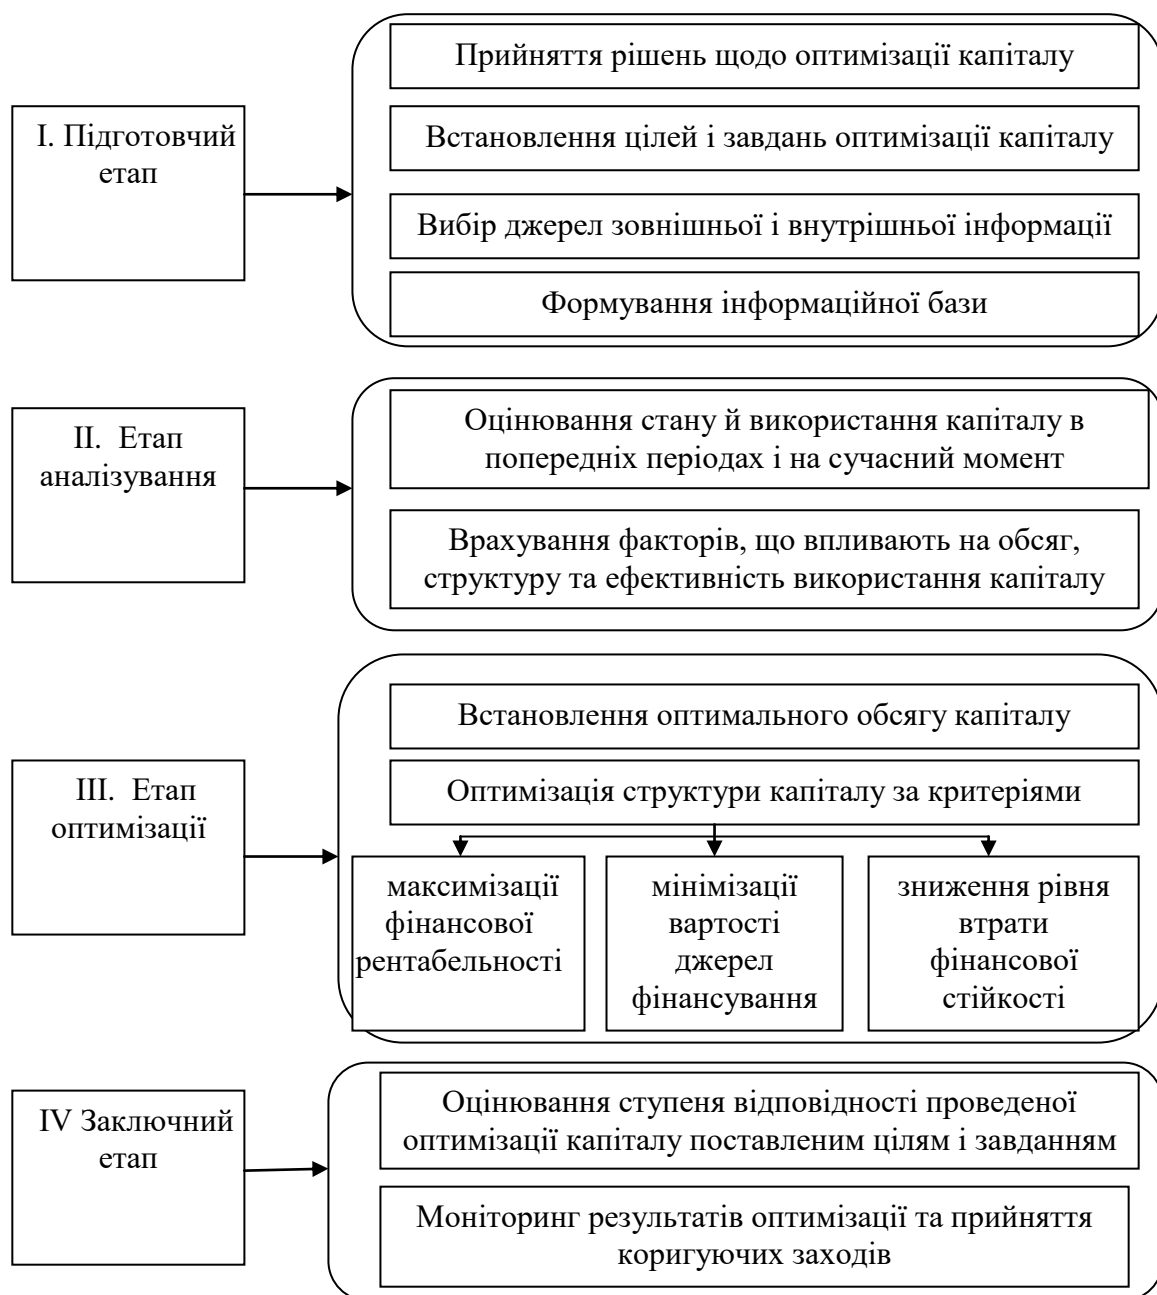 І. Підготовчий
етап
Прийняття рішень щодо оптимізації капіталу
Встановлення цілей і завдань оптимізації капіталу
Вибір джерел зовнішньої і внутрішньої інформації
Формування інформаційної бази
ІІ. Етап
аналізування
Оцінювання стану й використання капіталу в
попередніх періодах і на сучасний момент
Врахування факторів, що впливають на обсяг,
структуру та ефективність використання капіталу
ІІІ. Етап
оптимізації
Встановлення оптимального обсягу капіталу
Оптимізація структури капіталу за критеріями
максимізації
фінансової
рентабельності
мінімізації
вартості
джерел
фінансування
зниження рівня
втрати
фінансової
стійкості
IV Заключний
етап
Оцінювання ступеня відповідності проведеної
оптимізації капіталу поставленим цілям і завданням
Моніторинг результатів оптимізації та прийняття
коригуючих заходів